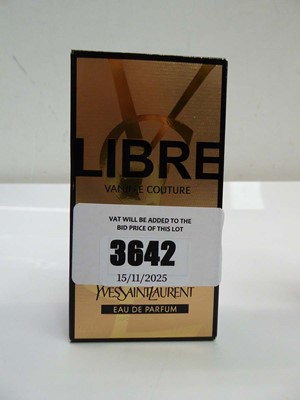 LIBRE
VANILLE COUTURE
VAT WILL BE ADDED TO THE
BID PRICE OF THIS LOT
3642
15/11/2025
YVESSAINTLAURENT
EAU DE PARFUM